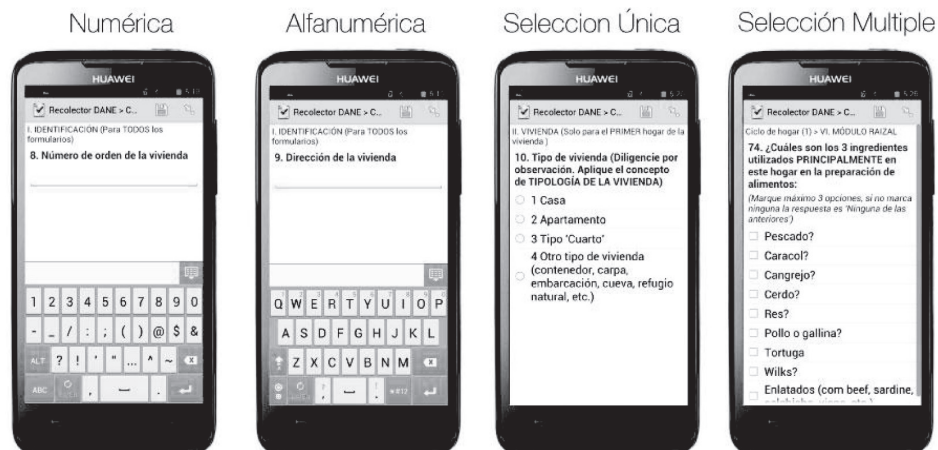 Numérica
HUAWEI
5:19
Recolector DANE > C...
I. IDENTIFICACIÓN (Para TODOS los
formularios)
8. Número de orden de la vivienda
1 2 3 4 5 6 7 8 9 0
- _ / : ; ( ) @ $ &
ALT ? ! ' " ... ^ ~
ABC , .
Alfanumérica
HUAWEI
Recolector DANE > C...
I. IDENTIFICACIÓN (Para TODOS los
formularios)
9. Dirección de la vivienda
Q W E R T Y U I O P
A S D F G H J K L
Z X C V B N M
Seleccion Única
HUAWEI
Recolector DANE > C...
II. VIVIENDA (Solo para el PRIMER hogar de la
vivienda )
10. Tipo de vivienda (Diligencie por
observación. Aplique el concepto
de TIPOLOGÍA DE LA VIVIENDA)
1 Casa
2 Apartamento
3 Tipo 'Cuarto'
4 Otro tipo de vivienda
(contenedor, carpa,
embarcación, cueva, refugio
natural, etc.)
Selección Multiple
HUAWEI
5:26
Recolector DANE > C...
Ciclo de hogar (1) > VI. MÓDULO RAIZAL
74. ¿Cuáles son los 3 ingredientes
utilizados PRINCIPALMENTE en
este hogar en la preparación de
alimentos:
(Marque máximo 3 opciones, si no marca
ninguna la respuesta es 'Ninguna de las
anteriores')
Pescado?
Caracol?
Cangrejo?
Cerdo?
Res?
Pollo o gallina?
Tortuga
Wilks?
Enlatados (corn beef, sardine,